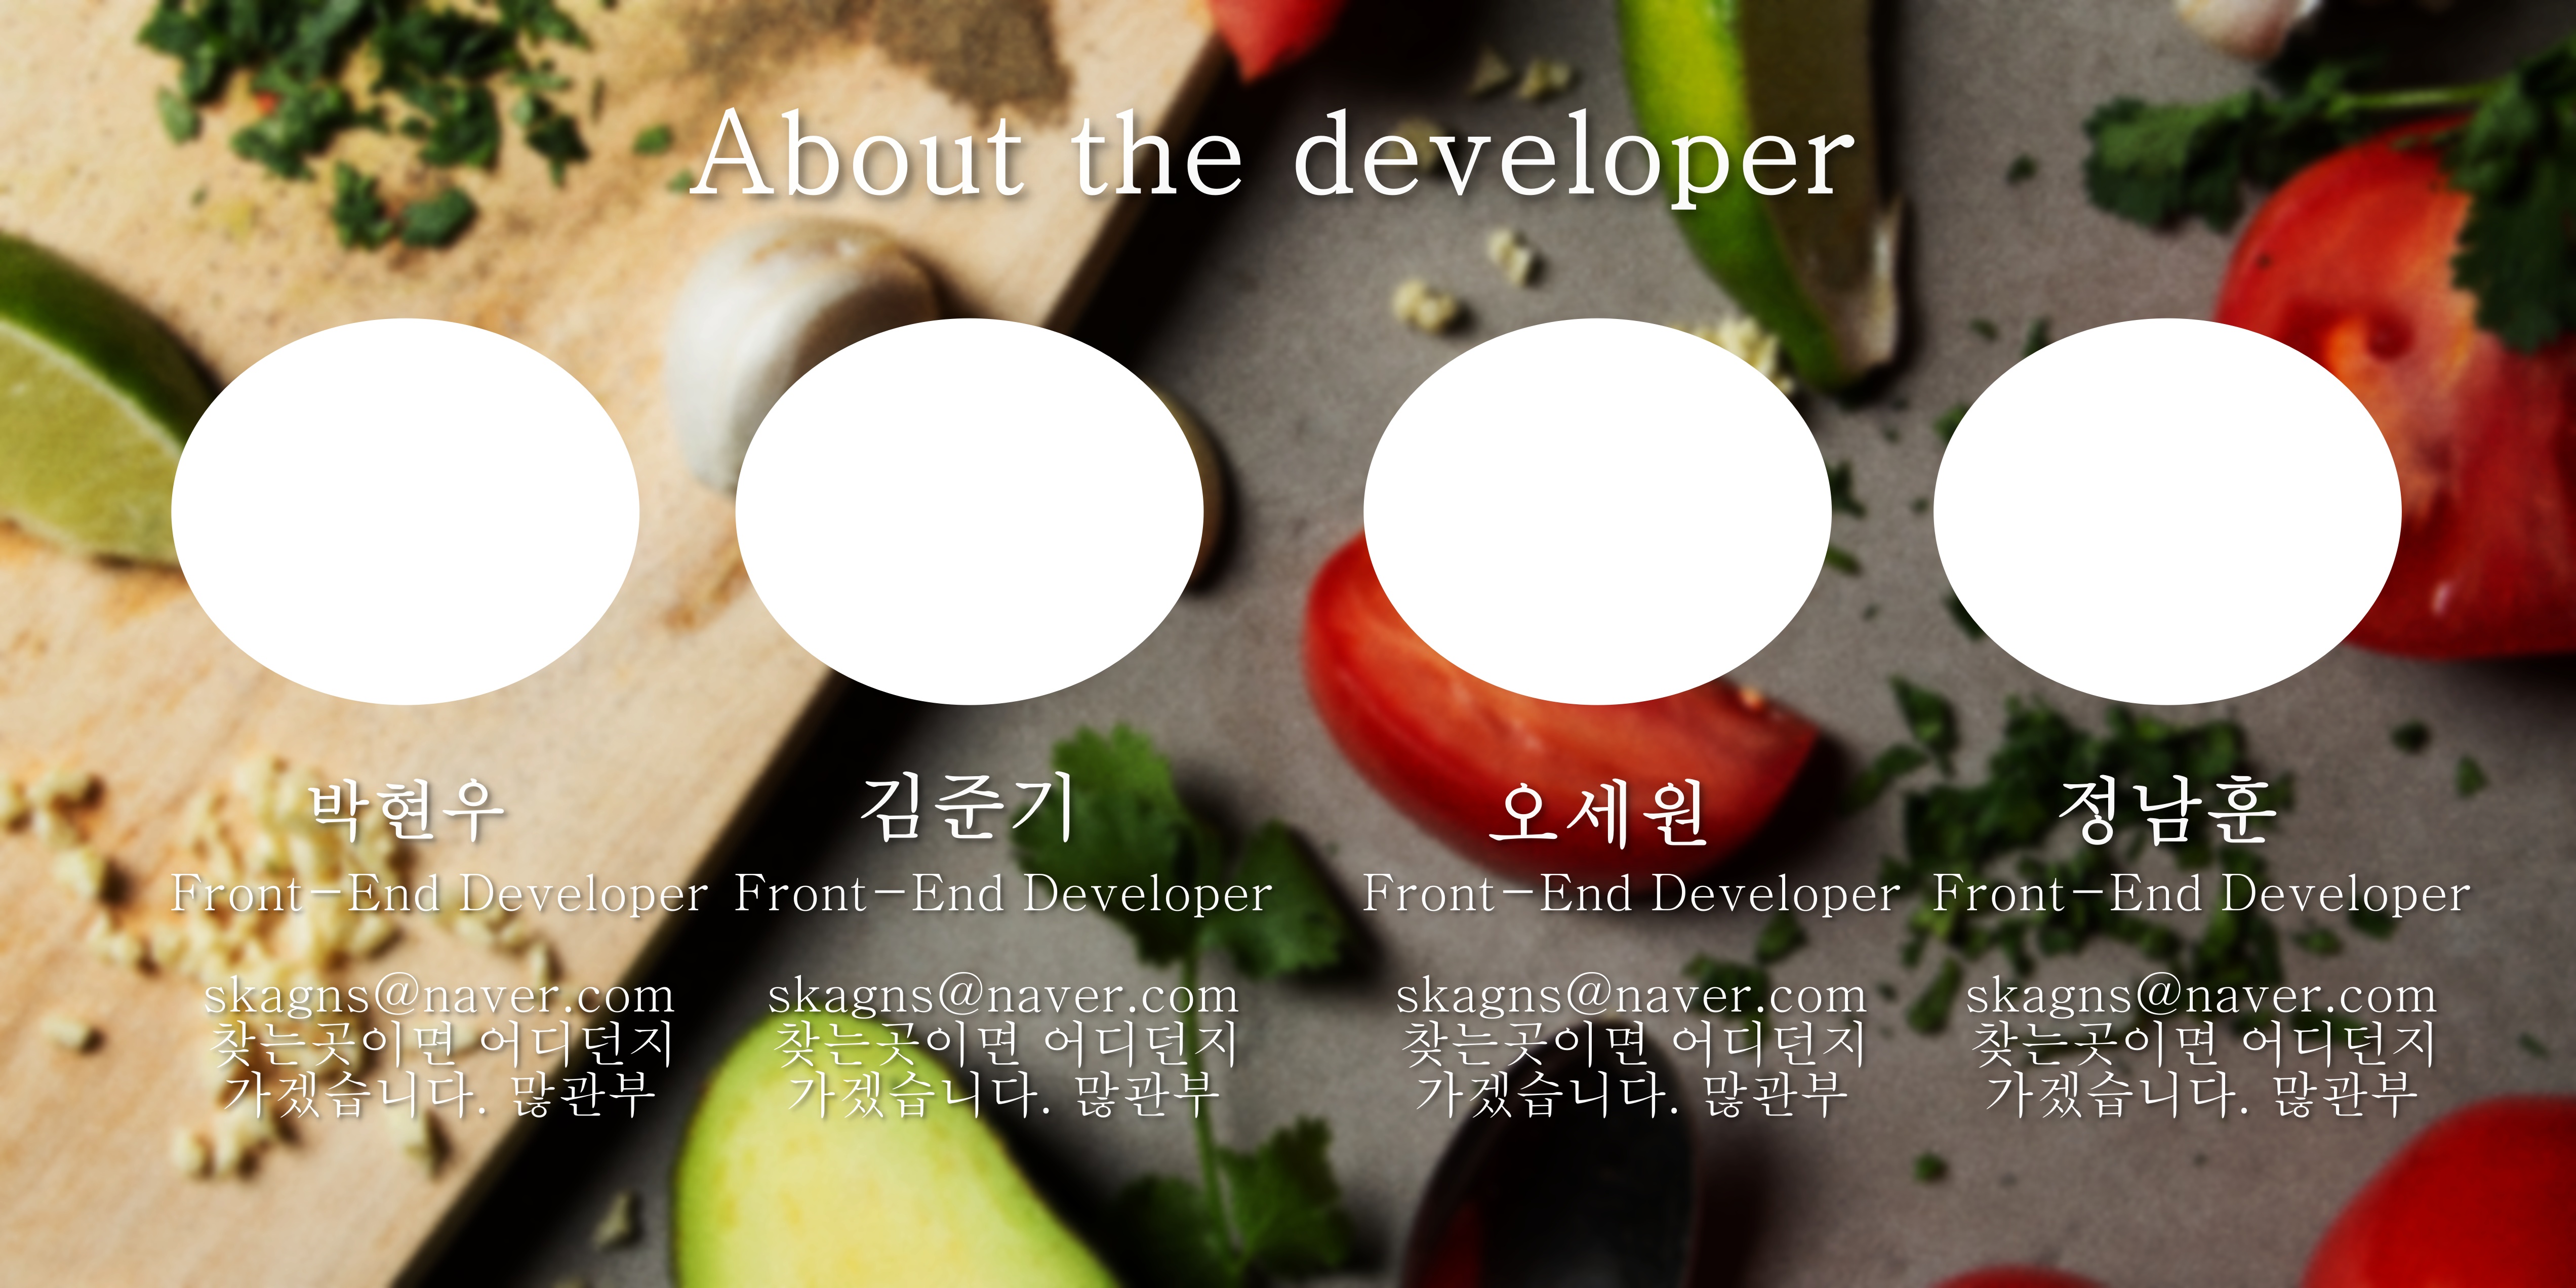 About the developer
박현우
Front-End Developer
skagns@naver.com
찾는곳이면 어디던지
가겠습니다. 많관부
김준기
Front-End Developer
skagns@naver.com
찾는곳이면 어디던지
가겠습니다. 많관부
오세원
Front-End Developer
skagns@naver.com
찾는곳이면 어디던지
가겠습니다. 많관부
정남훈
Front-End Developer
skagns@naver.com
찾는곳이면 어디던지
가겠습니다. 많관부